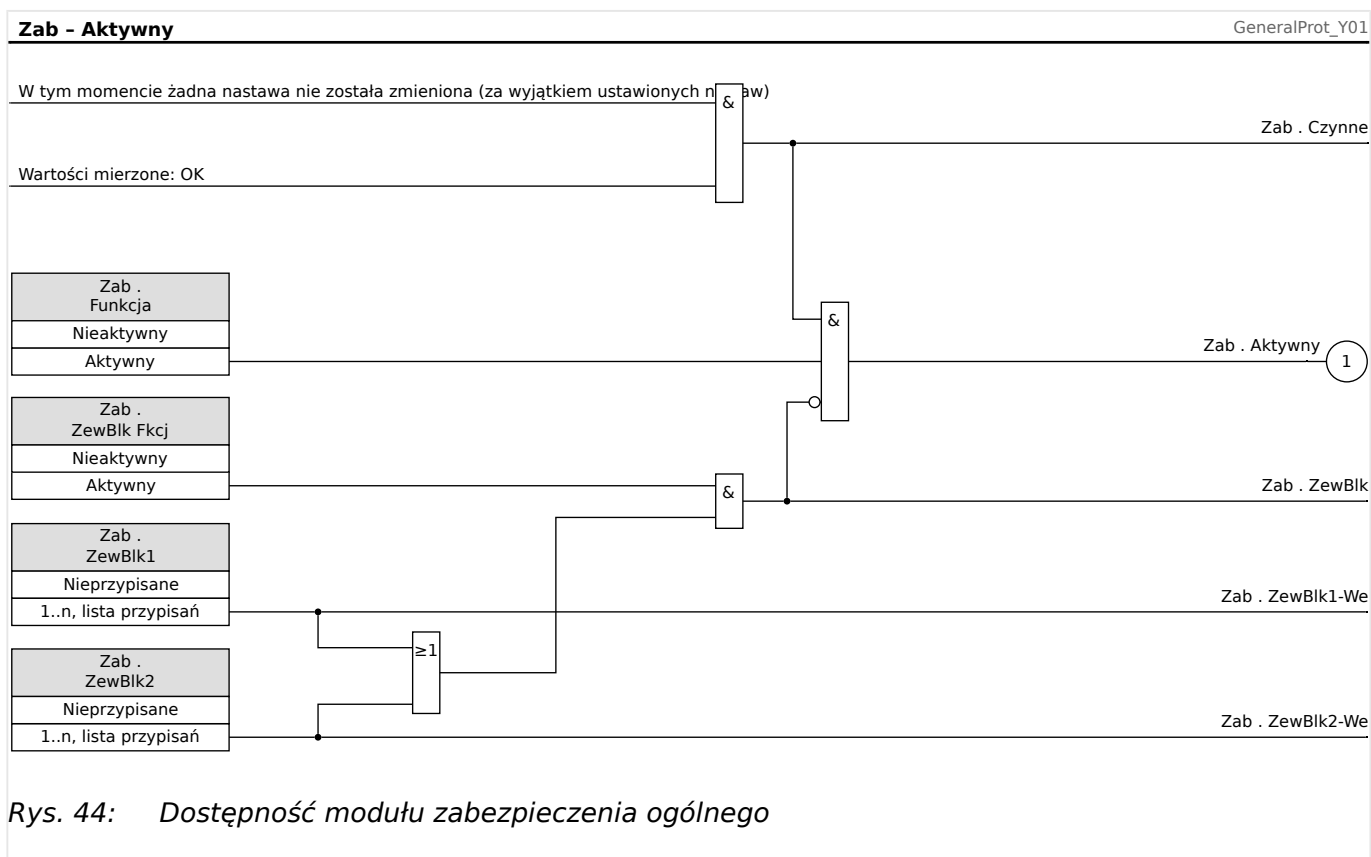 Zab – Aktywny
GeneralProt_Y01
W tym momencie żadna nastawa nie została zmieniona (za wyjątkiem ustawionych
&
Zab . Czynne
Wartości mierzone: OK
Zab .
Funkcja
Nieaktywny
Aktywny
&
Zab . Aktywny
1
Zab .
ZewBlk Fkcj
Nieaktywny
Aktywny
&
Zab . ZewBlk
Zab .
ZewBlk1
Nieprzypisane
1..n, lista przypisań
Zab . ZewBlk1-We
≥1
Zab .
ZewBlk2
Nieprzypisane
1..n, lista przypisań
Zab . ZewBlk2-We
Rys. 44: Dostępność modułu zabezpieczenia ogólnego